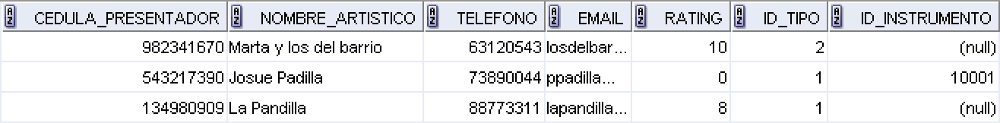 CEDULA_PRESENTADOR NOMBRE_ARTISTICO TELEFONO EMAIL RATING ID_TIPO ID_INSTRUMENTO
982341670 Marta y los del barrio 63120543 losdelbar... 10 2 (null)
543217390 Josue Padilla 73890044 ppadilla... 0 1 10001
134980909 La Pandilla 88773311 lapandilla... 8 1 (null)